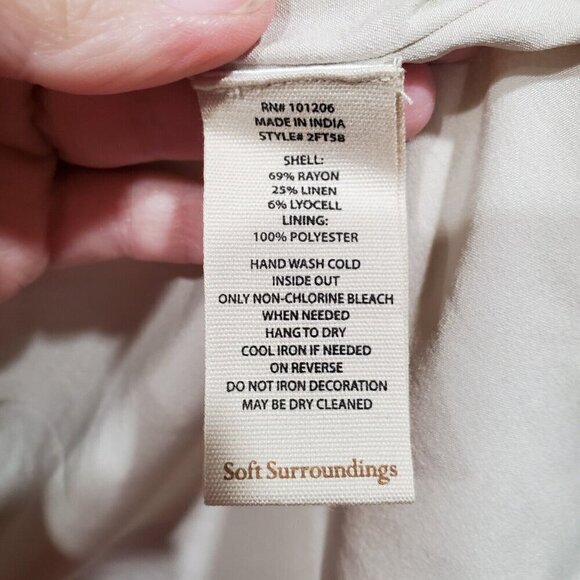 RN# 101206
MADE IN INDIA
STYLE# 2FT5B
SHELL:
69% RAYON
25% LINEN
6% LYOCELL
LINING:
100% POLYESTER
HAND WASH COLD
INSIDE OUT
ONLY NON-CHLORINE BLEACH
WHEN NEEDED
HANG TO DRY
COOL IRON IF NEEDED
ON REVERSE
DO NOT IRON DECORATION
MAY BE DRY CLEANED
Soft Surroundings